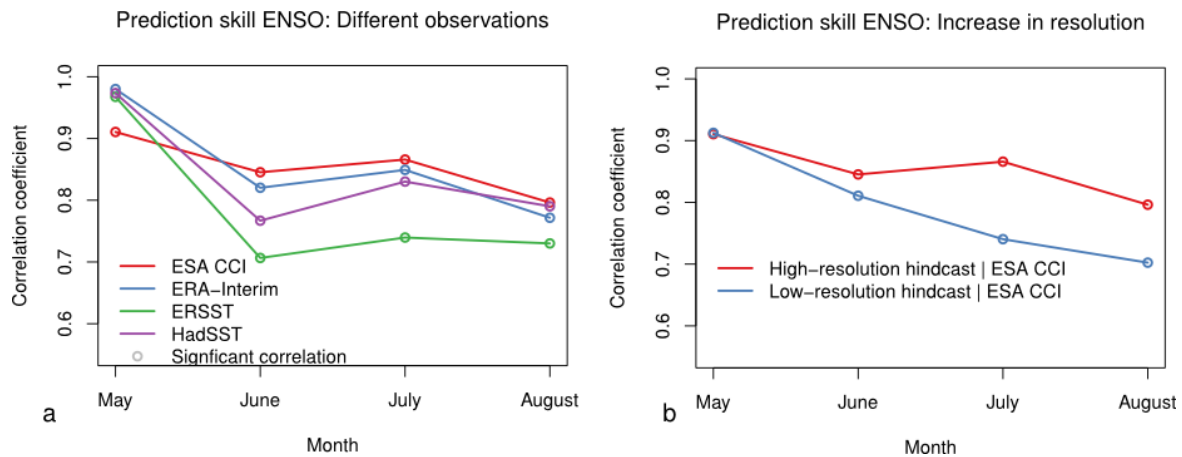 Prediction skill ENSO: Different observations
Correlation coefficient
1.0
0.9
0.8
0.7
0.6
ESA CCI
ERA−Interim
ERSST
HadSST
Signficant correlation
May June July August
Month
a
Prediction skill ENSO: Increase in resolution
Correlation coefficient
1.0
0.9
0.8
0.7
0.6
High−resolution hindcast | ESA CCI
Low−resolution hindcast | ESA CCI
May June July August
Month
b